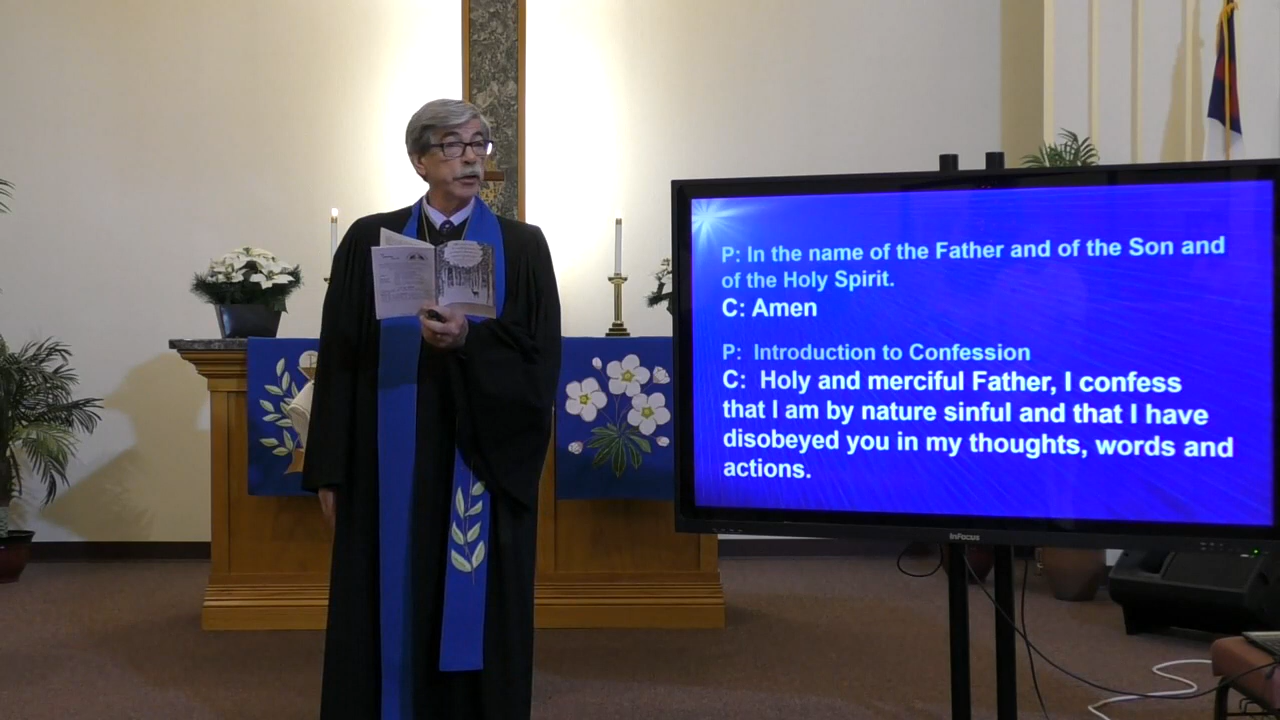 P: In the name of the Father and of the Son and
of the Holy Spirit.
C: Amen
P: Introduction to Confession
C: Holy and merciful Father, I confess
that I am by nature sinful and that I have
disobeyed you in my thoughts, words and
actions.
InFocus